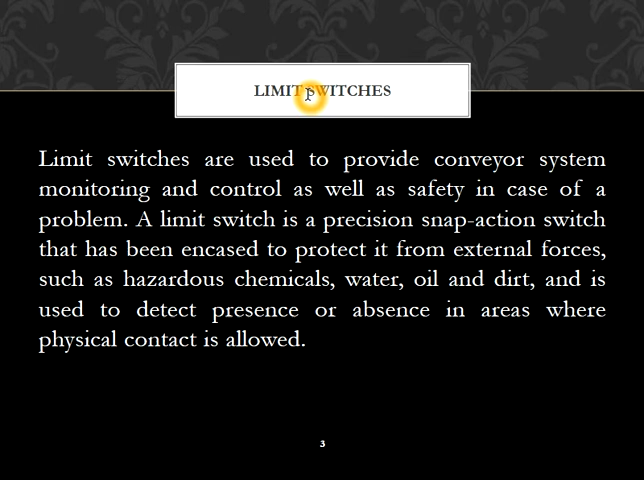 LIMIT SWITCHES
Limit switches are used to provide conveyor system
monitoring and control as well as safety in case of a
problem. A limit switch is a precision snap-action switch
that has been encased to protect it from external forces,
such as hazardous chemicals, water, oil and dirt, and is
used to detect presence or absence in areas where
physical contact is allowed.
3